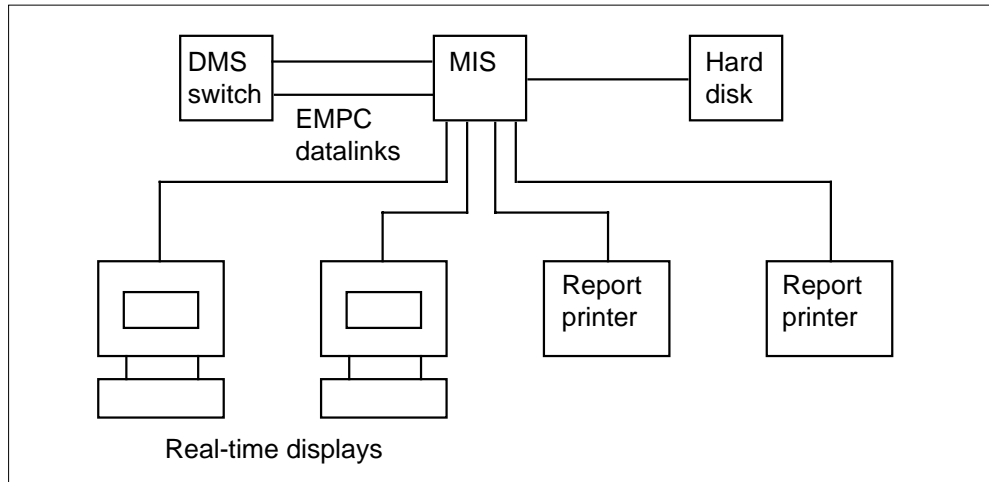 DMS
switch
MIS
Hard
disk
EMPC
datalinks
Report
printer
Report
printer
Real-time displays